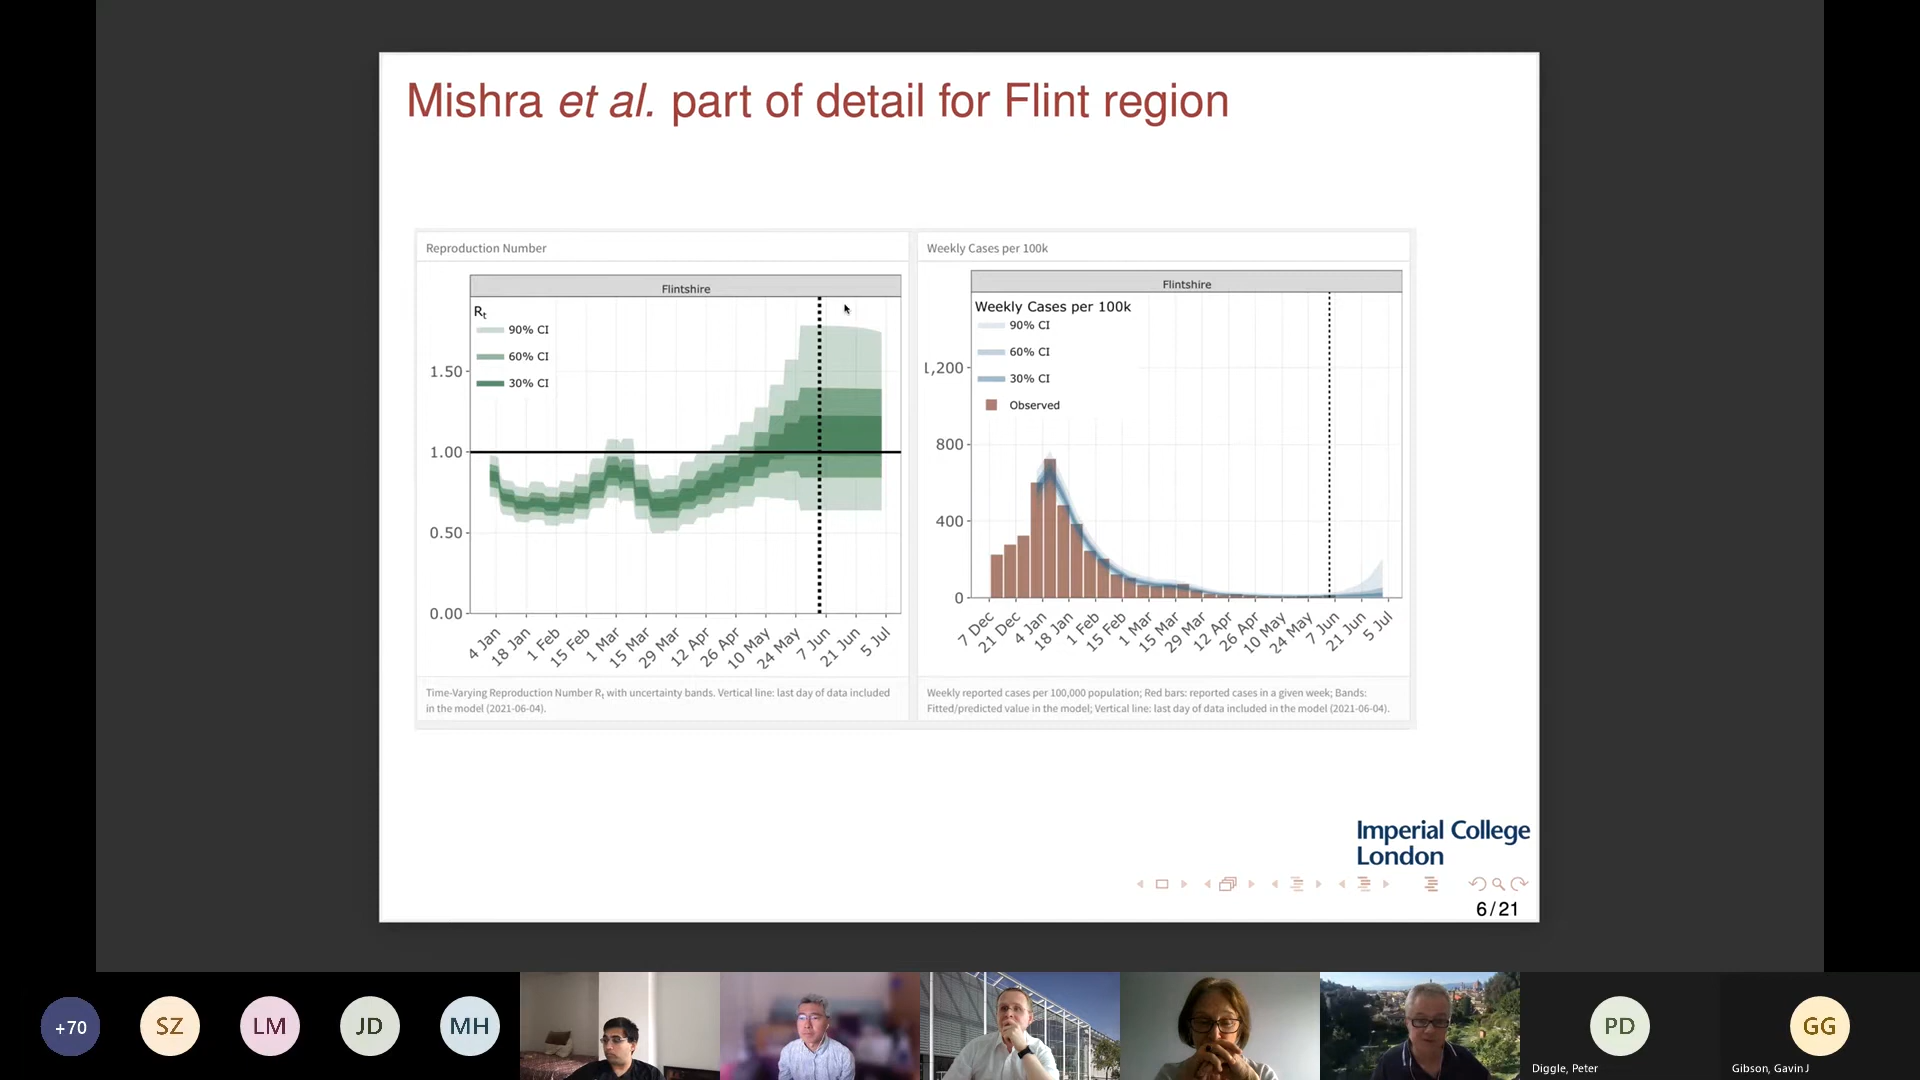 Mishra et al. part of detail for Flint region
Reproduction Number
Flintshire
Rt
90% CI
60% CI
30% CI
1.50
1.00
0.50
0.00
4 Jan
18 Jan
1 Feb
15 Feb
1 Mar
15 Mar
29 Mar
12 Apr
26 Apr
10 May
24 May
7 Jun
21 Jun
5 Jul
Time-Varying Reproduction Number Rt with uncertainty bands. Vertical line: last day of data included
in the model (2021-06-04).
Weekly Cases per 100k
Flintshire
Weekly Cases per 100k
90% CI
60% CI
30% CI
Observed
1,200
800
400
0
7 Dec
21 Dec
4 Jan
18 Jan
1 Feb
15 Feb
1 Mar
15 Mar
29 Mar
12 Apr
26 Apr
10 May
24 May
7 Jun
21 Jun
5 Jul
Weekly reported cases per 100,000 population; Red bars: reported cases in a given week; Bands:
Fitted/predicted value in the model; Vertical line: last day of data included in the model (2021-06-04).
Imperial College
London
6/21
+70
SZ
LM
JD
MH
PD
Diggle, Peter
GG
Gibson, Gavin J